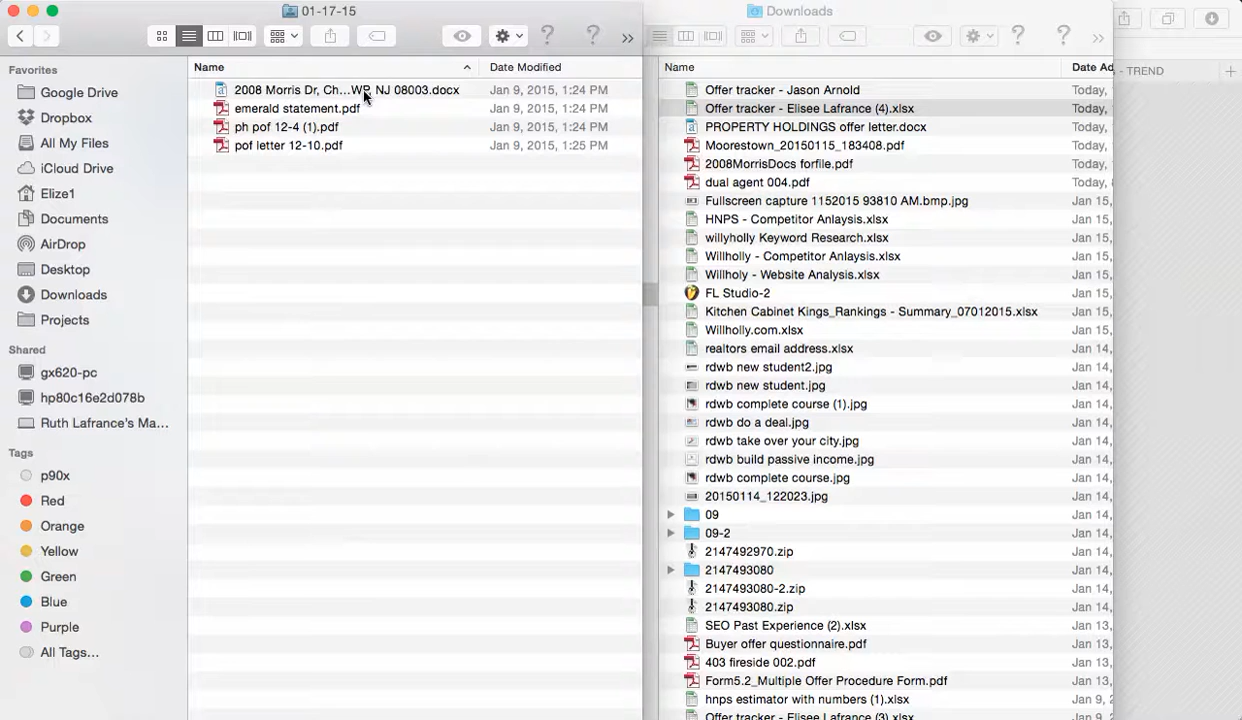 01-17-15
Name
Date Modified
2008 Morris Dr, Ch...WP, NJ 08003.docx
Jan 9, 2015, 1:24 PM
emerald statement.pdf
Jan 9, 2015, 1:24 PM
ph pof 12-4 (1).pdf
Jan 9, 2015, 1:24 PM
pof letter 12-10.pdf
Jan 9, 2015, 1:25 PM
Favorites
Google Drive
Dropbox
All My Files
iCloud Drive
Elize1
Documents
AirDrop
Desktop
Downloads
Projects
Shared
gx620-pc
hp80c16e2d078b
Ruth Lafrance's Ma...
Tags
p90x
Red
Orange
Yellow
Green
Blue
Purple
All Tags...
Downloads
Name
Date Ad
Offer tracker - Jason Arnold
Today,
Offer tracker - Elisee Lafrance (4).xlsx
Today,
PROPERTY HOLDINGS offer letter.docx
Today,
Moorestown_20150115_183408.pdf
Today,
2008MorrisDocs forfile.pdf
Today,
dual agent 004.pdf
Today,
Fullscreen capture 1152015 93810 AM.bmp.jpg
Jan 15,
HNPS - Competitor Anlaysis.xlsx
Jan 15,
willyholly Keyword Research.xlsx
Jan 15,
Willholly - Competitor Anlaysis.xlsx
Jan 15,
Willholy - Website Analysis.xlsx
Jan 15,
FL Studio-2
Jan 15,
Kitchen Cabinet Kings_Rankings - Summary_07012015.xlsx
Jan 15,
Willholly.com.xlsx
Jan 15,
realtors email address.xlsx
Jan 14,
rdwb new student2.jpg
Jan 14,
rdwb new student.jpg
Jan 14,
rdwb complete course (1).jpg
Jan 14,
rdwb do a deal.jpg
Jan 14,
rdwb take over your city.jpg
Jan 14,
rdwb build passive income.jpg
Jan 14,
rdwb complete course.jpg
Jan 14,
20150114_122023.jpg
Jan 14,
09
Jan 14,
09-2
Jan 14,
2147492970.zip
Jan 14,
2147493080
Jan 14,
2147493080-2.zip
Jan 14,
2147493080.zip
Jan 14,
SEO Past Experience (2).xlsx
Jan 13,
Buyer offer questionnaire.pdf
Jan 13,
403 fireside 002.pdf
Jan 13,
Form5.2_Multiple Offer Procedure Form.pdf
Jan 13,
hnps estimator with numbers (1).xlsx
Jan 9, 2
Offer tracker - Elisee Lafrance (3).xlsx
Jan 9, 2
- TREND